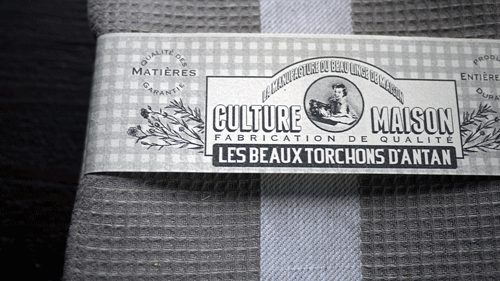 QUALITÉ DES
MATIÈRES
GARANTIE
LA MANUFACTURE DU BEAU LINGE DE MAISON
CULTURE MAISON
FABRICATION DE QUALITÉ
LES BEAUX TORCHONS D'ANTAN
PRODU
ENTIÈRE
DURA